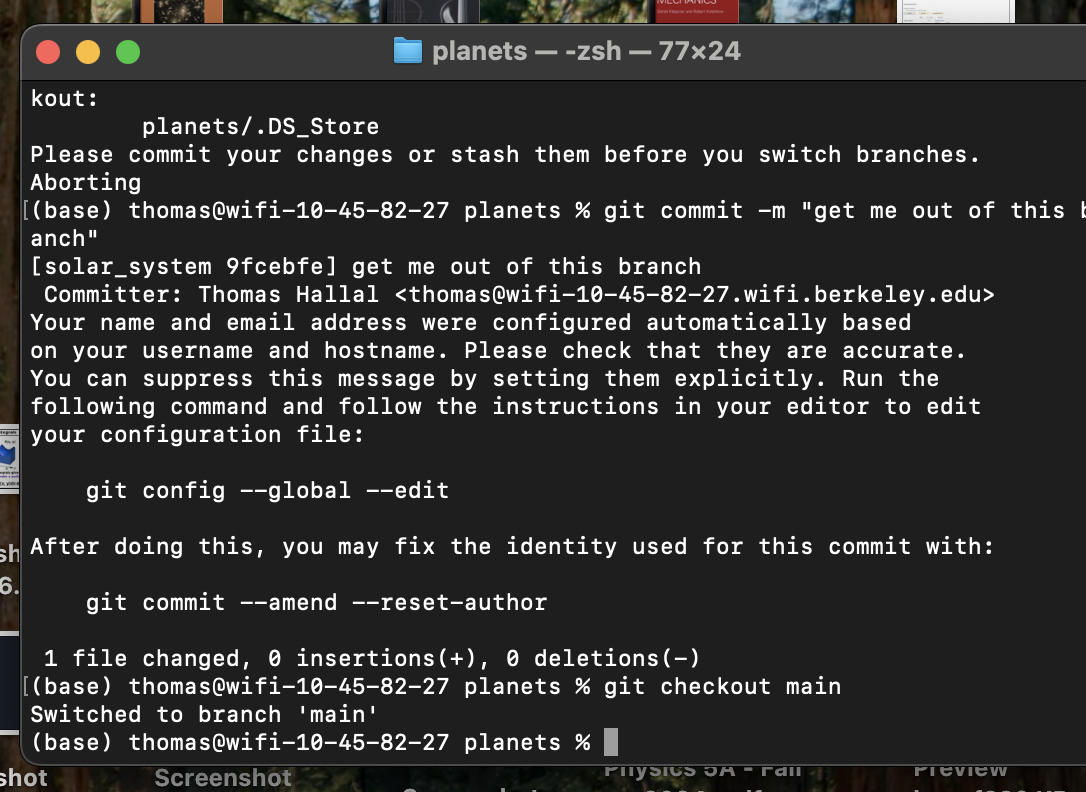 MECHANICS
planets — -zsh — 77×24
kout:
planets/.DS_Store
Please commit your changes or stash them before you switch branches.
Aborting
[(base) thomas@wifi-10-45-82-27 planets % git commit -m "get me out of this b
anch"
[solar_system 9fcebfe] get me out of this branch
Committer: Thomas Hallal <thomas@wifi-10-45-82-27.wifi.berkeley.edu>
Your name and email address were configured automatically based
on your username and hostname. Please check that they are accurate.
You can suppress this message by setting them explicitly. Run the
following command and follow the instructions in your editor to edit
your configuration file:
git config --global --edit
After doing this, you may fix the identity used for this commit with:
git commit --amend --reset-author
1 file changed, 0 insertions(+), 0 deletions(-)
[(base) thomas@wifi-10-45-82-27 planets % git checkout main
Switched to branch 'main'
(base) thomas@wifi-10-45-82-27 planets %
sh
6.
shot
Screenshot
Physics 5A - Fall
Preview